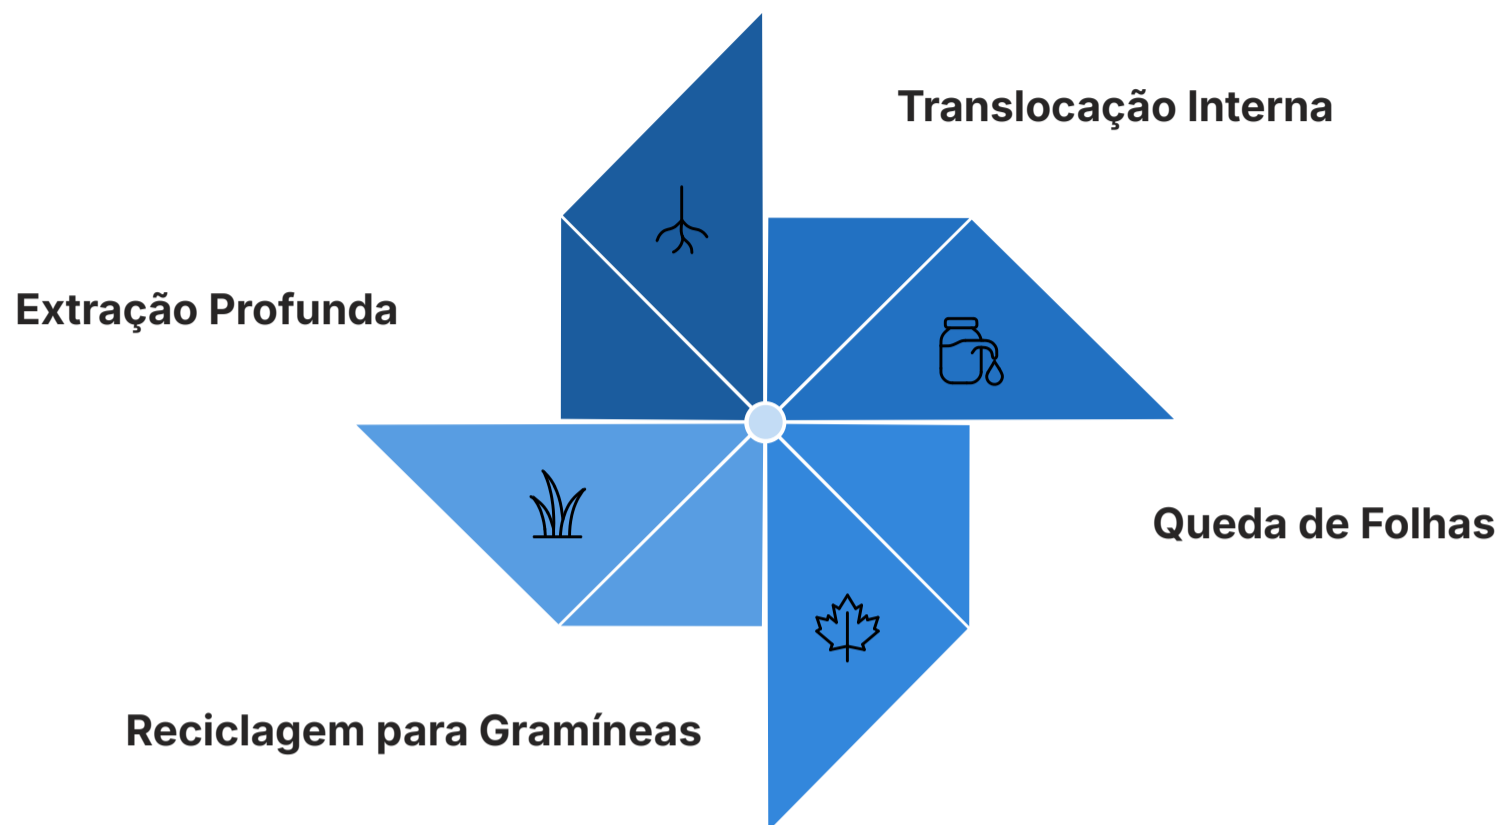 Translocação Interna
Extração Profunda
Queda de Folhas
Reciclagem para Gramíneas